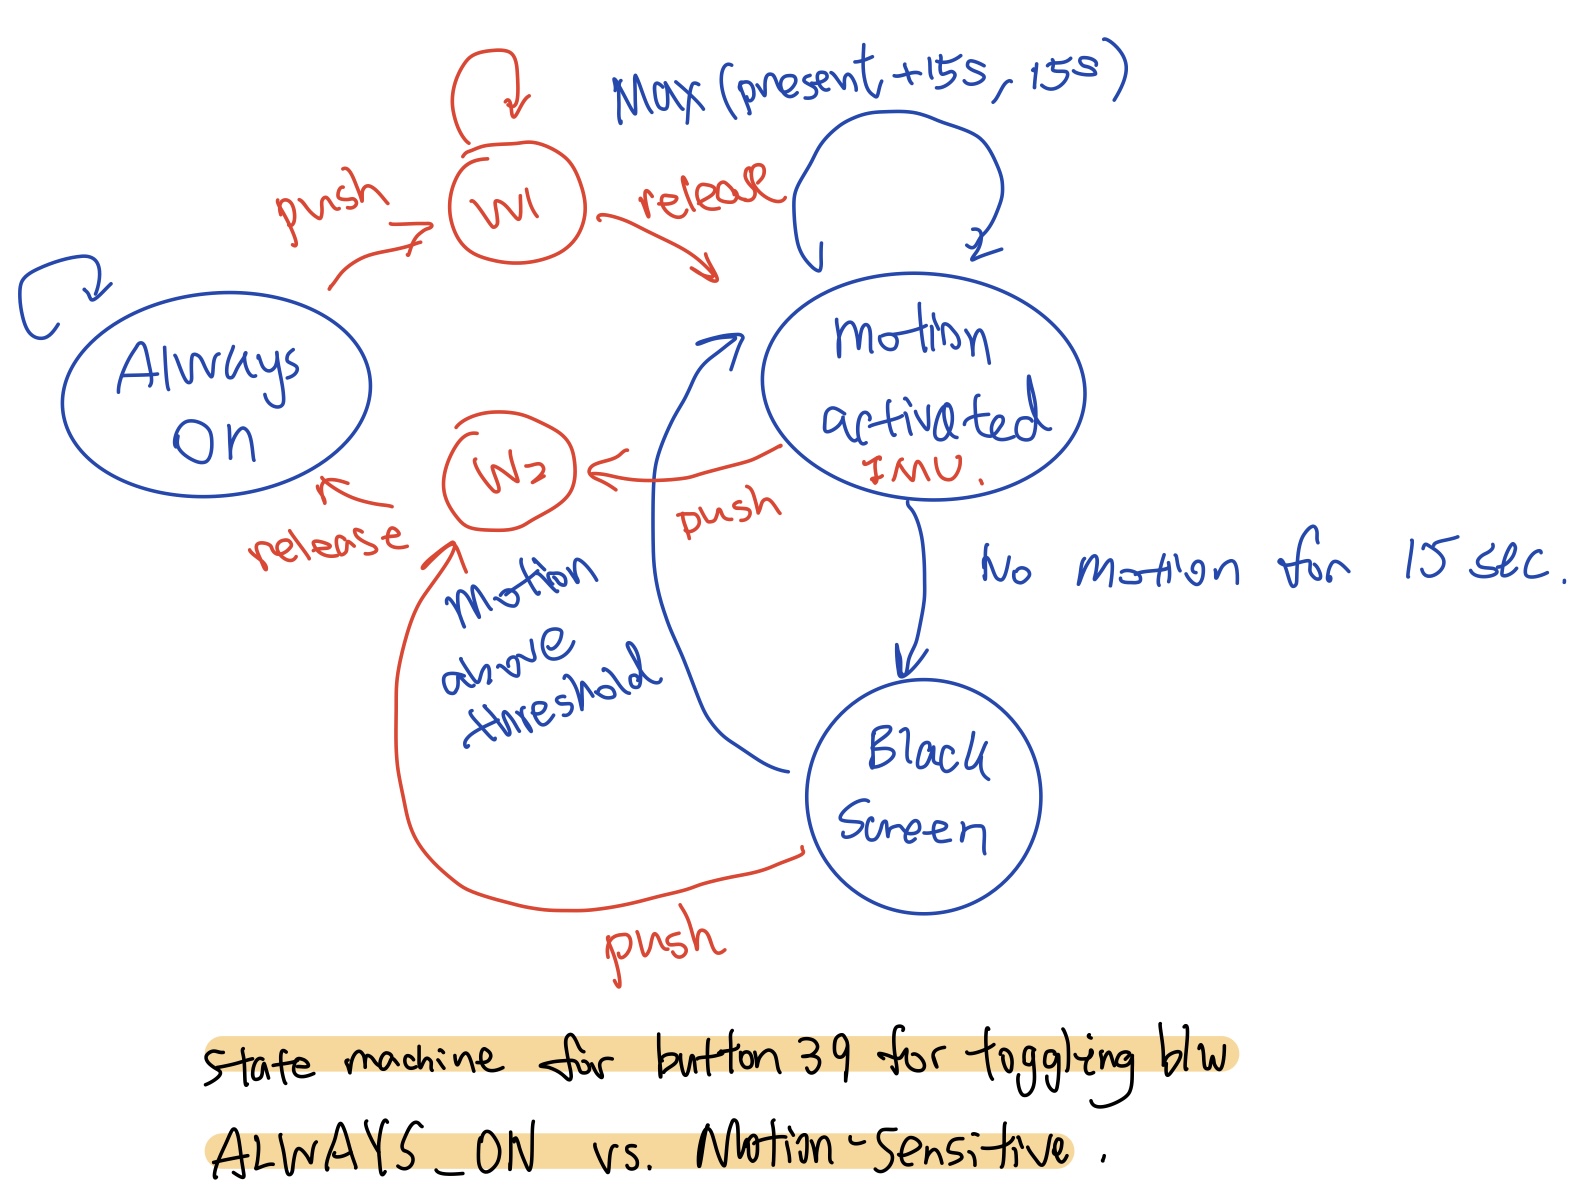 Max (present +15s, 15s)
push
W1
release
Always
On
motion
activated
IMU.
W2
push
release
Motion
above
threshold
No motion for 15 sec.
Black
Screen
push
state machine for button 39 for toggling b/w
ALWAYS_ON vs. Motion-Sensitive.